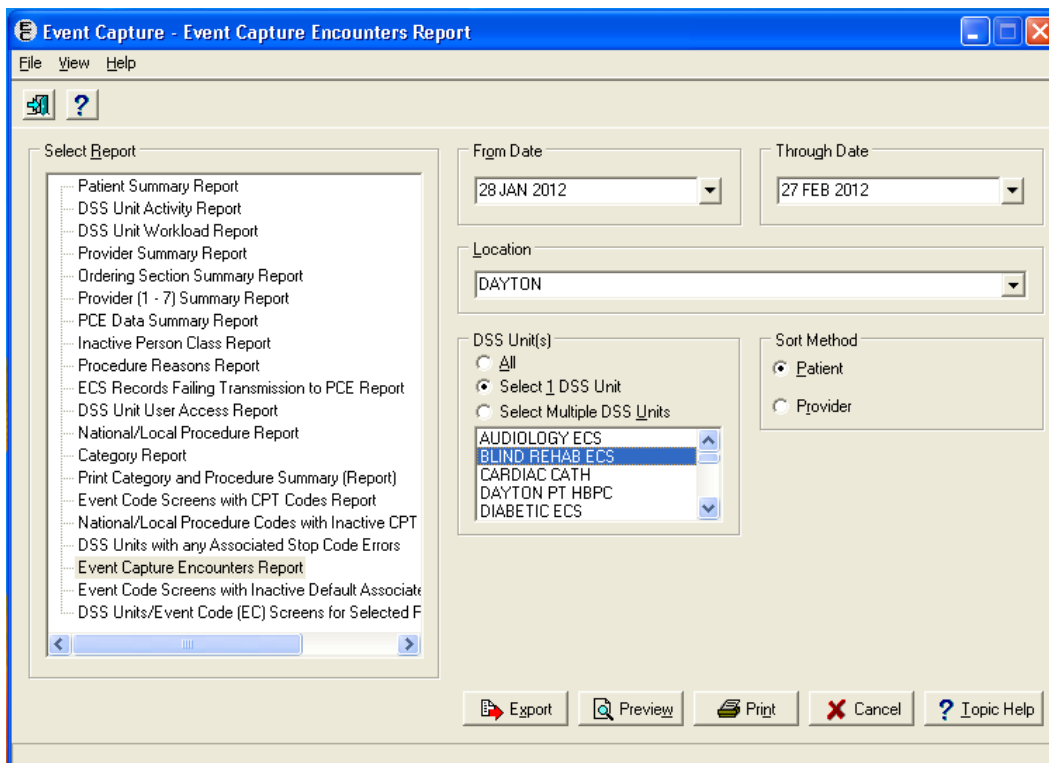 Event Capture - Event Capture Encounters Report
File View Help
Select Report
Patient Summary Report
DSS Unit Activity Report
DSS Unit Workload Report
Provider Summary Report
Ordering Section Summary Report
Provider (1 - 7) Summary Report
PCE Data Summary Report
Inactive Person Class Report
Procedure Reasons Report
ECS Records Failing Transmission to PCE Report
DSS Unit User Access Report
National/Local Procedure Report
Category Report
Print Category and Procedure Summary (Report)
Event Code Screens with CPT Codes Report
National/Local Procedure Codes with Inactive CPT
DSS Units with any Associated Stop Code Errors
Event Capture Encounters Report
Event Code Screens with Inactive Default Associate
DSS Units/Event Code (EC) Screens for Selected F
From Date
28 JAN 2012
Through Date
27 FEB 2012
Location
DAYTON
DSS Unit(s)
All
Select 1 DSS Unit
Select Multiple DSS Units
AUDIOLOGY ECS
BLIND REHAB ECS
CARDIAC CATH
DAYTON PT HBPC
DIABETIC ECS
Sort Method
Patient
Provider
Export Preview Print Cancel ? Topic Help